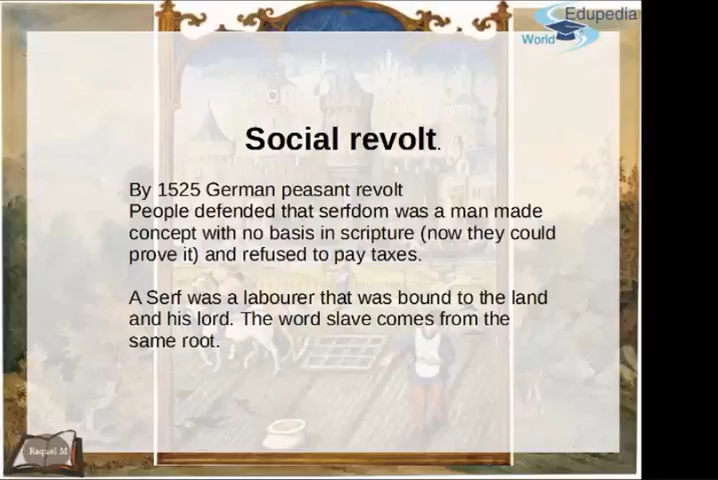 Edupedia
World
Social revolt.
By 1525 German peasant revolt
People defended that serfdom was a man made
concept with no basis in scripture (now they could
prove it) and refused to pay taxes.
A Serf was a labourer that was bound to the land
and his lord. The word slave comes from the
same root.
Raquel M